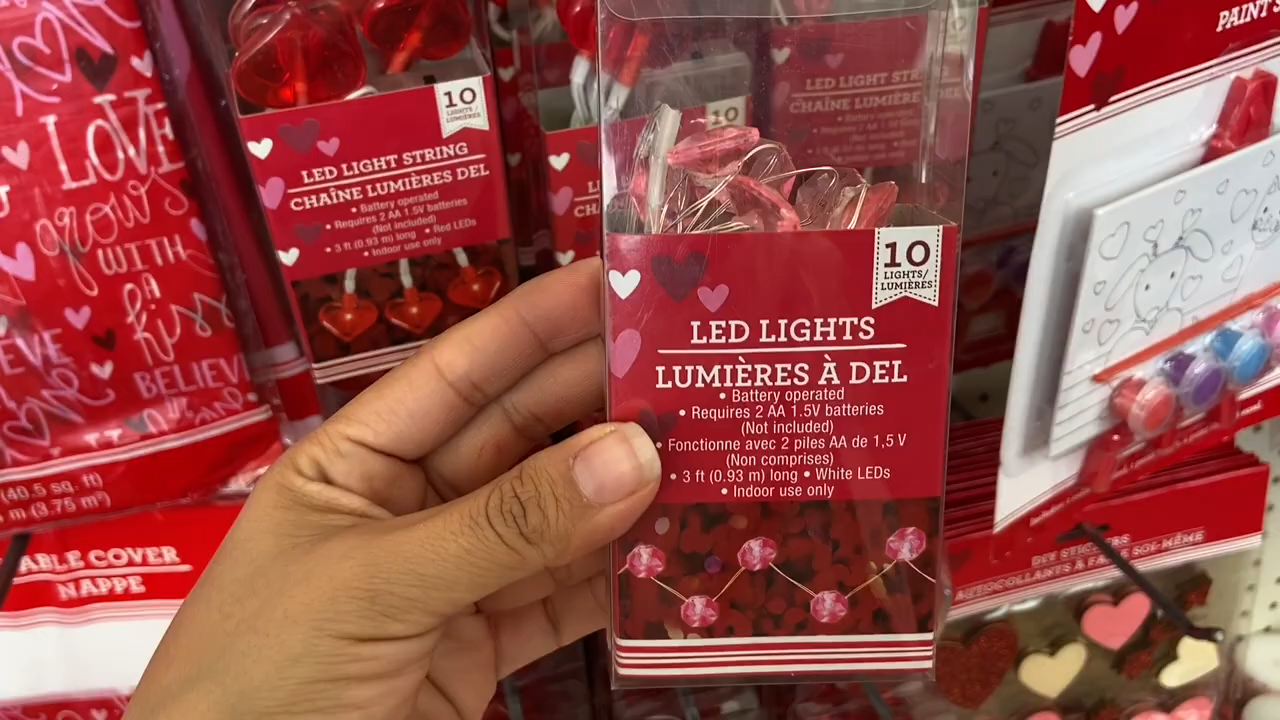 LOVE
grows
WITH
A
kiss
BELIEV
(40.5 sq. ft)
m (3.75 m²)
ABLE COVER
NAPPE
10
LIGHTS/
LUMIÈRES
LED LIGHT STRING
CHAÎNE LUMIÈRES DEL
• Battery operated
• Requires 2 AA 1.5V batteries
(Not included)
• 3 ft (0.93 m) long • Red LEDs
• Indoor use only
10
LED LIGHT STRI
CHAÎNE LUMIÈRE DEL
10
LIGHTS/
LUMIÈRES
LED LIGHTS
LUMIÈRES À DEL
• Battery operated
• Requires 2 AA 1.5V batteries
(Not included)
• Fonctionne avec 2 piles AA de 1,5 V
(Non comprises)
• 3 ft (0.93 m) long • White LEDs
• Indoor use only
PAINT
DIY STICKERS
AUTOCOLLANTS À FAIRE SOI-MÊME